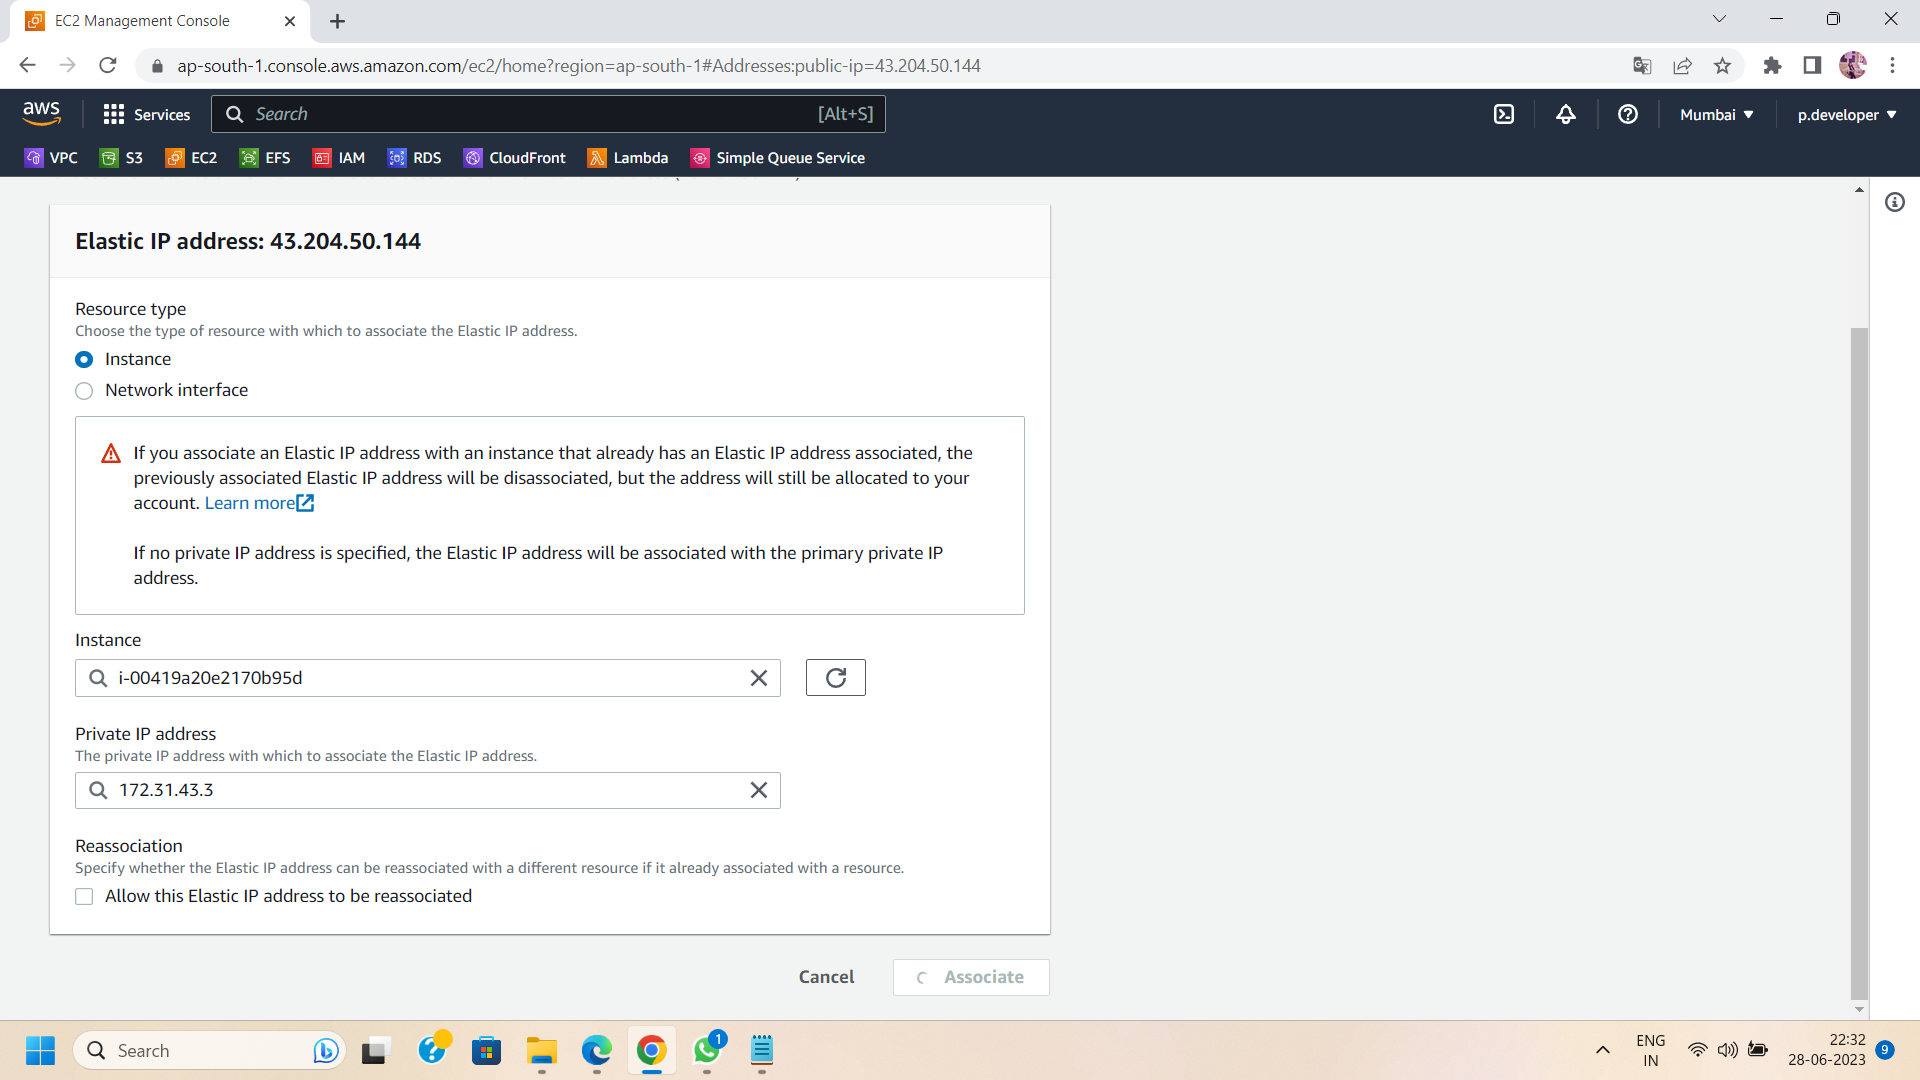 EC2 Management Console
ap-south-1.console.aws.amazon.com/ec2/home?region=ap-south-1#Addresses:public-ip=43.204.50.144
aws
Services
Search
[Alt+S]
Mumbai
p.developer
VPC
S3
EC2
EFS
IAM
RDS
CloudFront
Lambda
Simple Queue Service
Elastic IP address: 43.204.50.144
Resource type
Choose the type of resource with which to associate the Elastic IP address.
Instance
Network interface
If you associate an Elastic IP address with an instance that already has an Elastic IP address associated, the
previously associated Elastic IP address will be disassociated, but the address will still be allocated to your
account. Learn more
If no private IP address is specified, the Elastic IP address will be associated with the primary private IP
address.
Instance
i-00419a20e2170b95d
Private IP address
The private IP address with which to associate the Elastic IP address.
172.31.43.3
Reassociation
Specify whether the Elastic IP address can be reassociated with a different resource if it already associated with a resource.
Allow this Elastic IP address to be reassociated
Cancel
Associate
Search
1
ENG
IN
22:32
28-06-2023
9